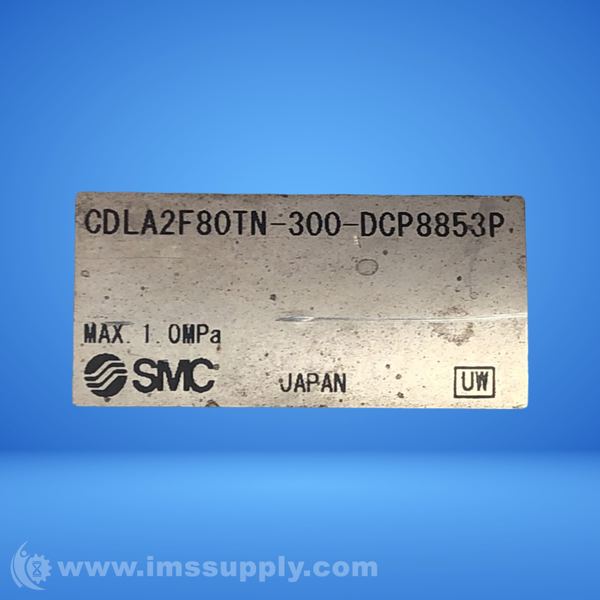 CDLA2F80TN-300-DCP8853P
MAX. 1.0MPa
SMC JAPAN UW
www.imssupply.com